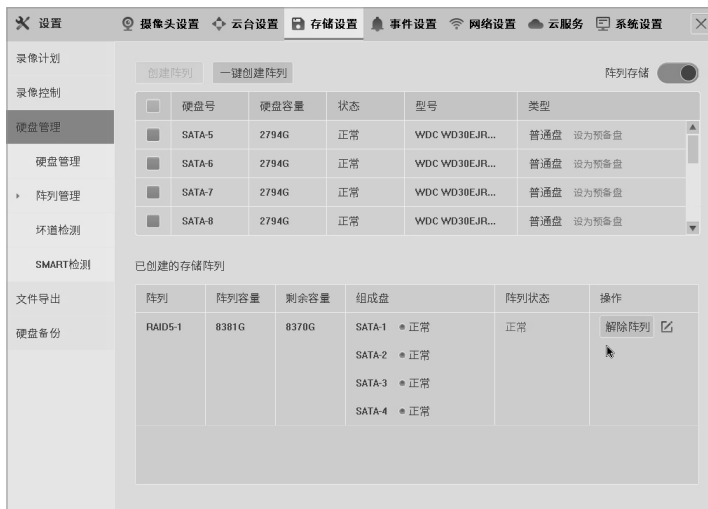 设置 摄像头设置 云台设置 存储设置 事件设置 网络设置 云服务 系统设置
录像计划
录像控制
硬盘管理
硬盘管理
阵列管理
坏道检测
SMART检测
文件导出
硬盘备份
创建阵列 一键创建阵列 阵列存储
硬盘号 硬盘容量 状态 型号 类型
SATA-5 2794G 正常 WDC WD30EJR... 普通盘 设为预备盘
SATA-6 2794G 正常 WDC WD30EJR... 普通盘 设为预备盘
SATA-7 2794G 正常 WDC WD30EJR... 普通盘 设为预备盘
SATA-8 2794G 正常 WDC WD30EJR... 普通盘 设为预备盘
已创建的存储阵列
阵列 阵列容量 剩余容量 组成盘 阵列状态 操作
RAID5-1 8381G 8370G SATA-1 正常 正常 解除阵列
SATA-2 正常
SATA-3 正常
SATA-4 正常